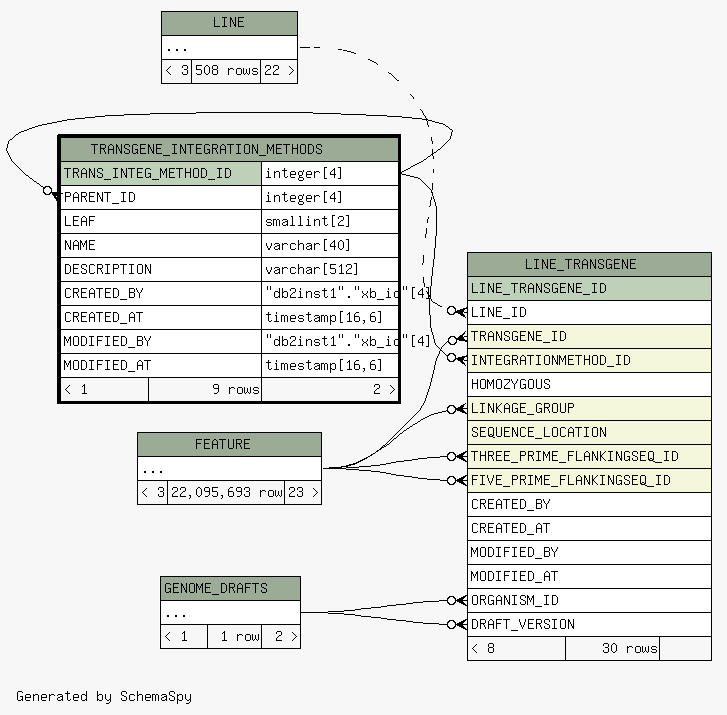 LINE
...
< 3 508 rows 22 >
TRANSGENE_INTEGRATION_METHODS
TRANS_INTEG_METHOD_ID integer[4]
PARENT_ID integer[4]
LEAF smallint[2]
NAME varchar[40]
DESCRIPTION varchar[512]
CREATED_BY "db2inst1"."xb_id"[4]
CREATED_AT timestamp[16,6]
MODIFIED_BY "db2inst1"."xb_id"[4]
MODIFIED_AT timestamp[16,6]
< 1 9 rows 2 >
LINE_TRANSGENE
LINE_TRANSGENE_ID
LINE_ID
TRANSGENE_ID
INTEGRATIONMETHOD_ID
HOMOZYGOUS
LINKAGE_GROUP
SEQUENCE_LOCATION
THREE_PRIME_FLANKINGSEQ_ID
FIVE_PRIME_FLANKINGSEQ_ID
CREATED_BY
CREATED_AT
MODIFIED_BY
MODIFIED_AT
ORGANISM_ID
DRAFT_VERSION
< 8 30 rows
FEATURE
...
< 3 22,095,693 row 23 >
GENOME_DRAFTS
...
< 1 1 row 2 >
Generated by SchemaSpy